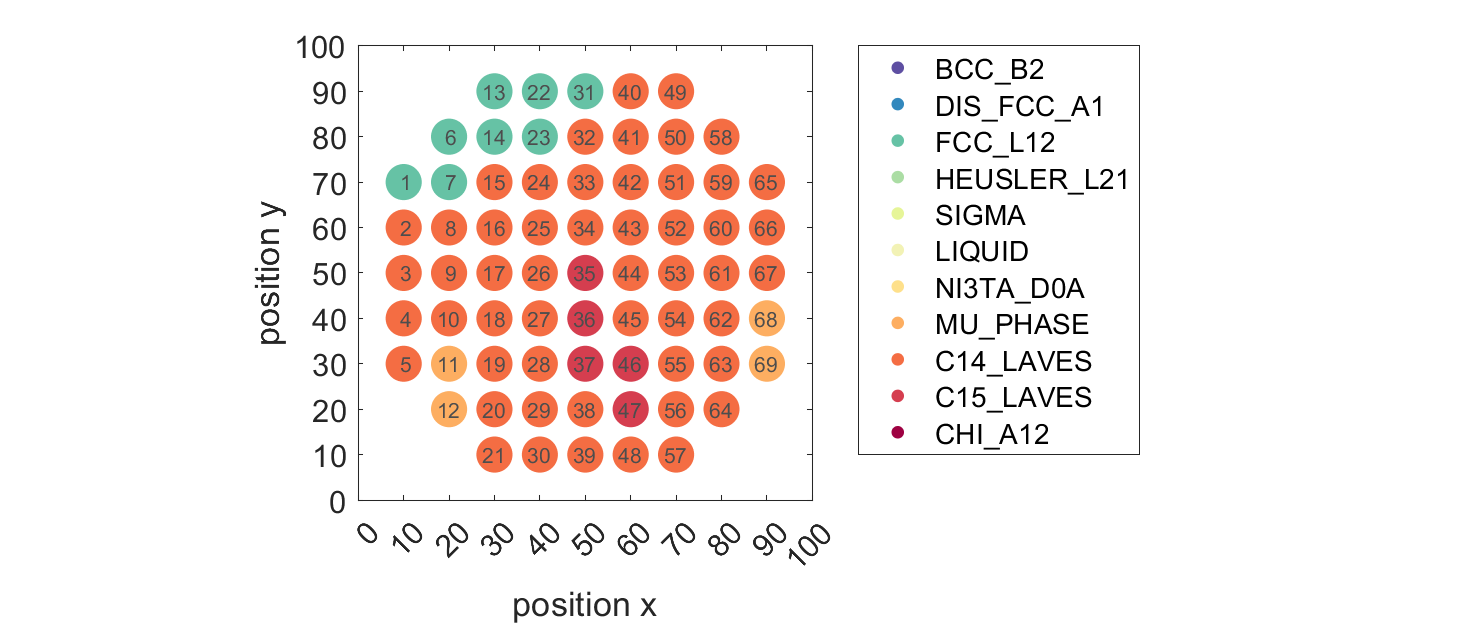 100
90 13 22 31 40 49
80 6 14 23 32 41 50 58
70 1 7 15 24 33 42 51 59 65
60 2 8 16 25 34 43 52 60 66
50 3 9 17 26 35 44 53 61 67
40 4 10 18 27 36 45 54 62 68
30 5 11 19 28 37 46 55 63 69
20 12 20 29 38 47 56 64
10 21 30 39 48 57
0
0 10 20 30 40 50 60 70 80 90 100
position x
position y
BCC_B2
DIS_FCC_A1
FCC_L12
HEUSLER_L21
SIGMA
LIQUID
NI3TA_D0A
MU_PHASE
C14_LAVES
C15_LAVES
CHI_A12